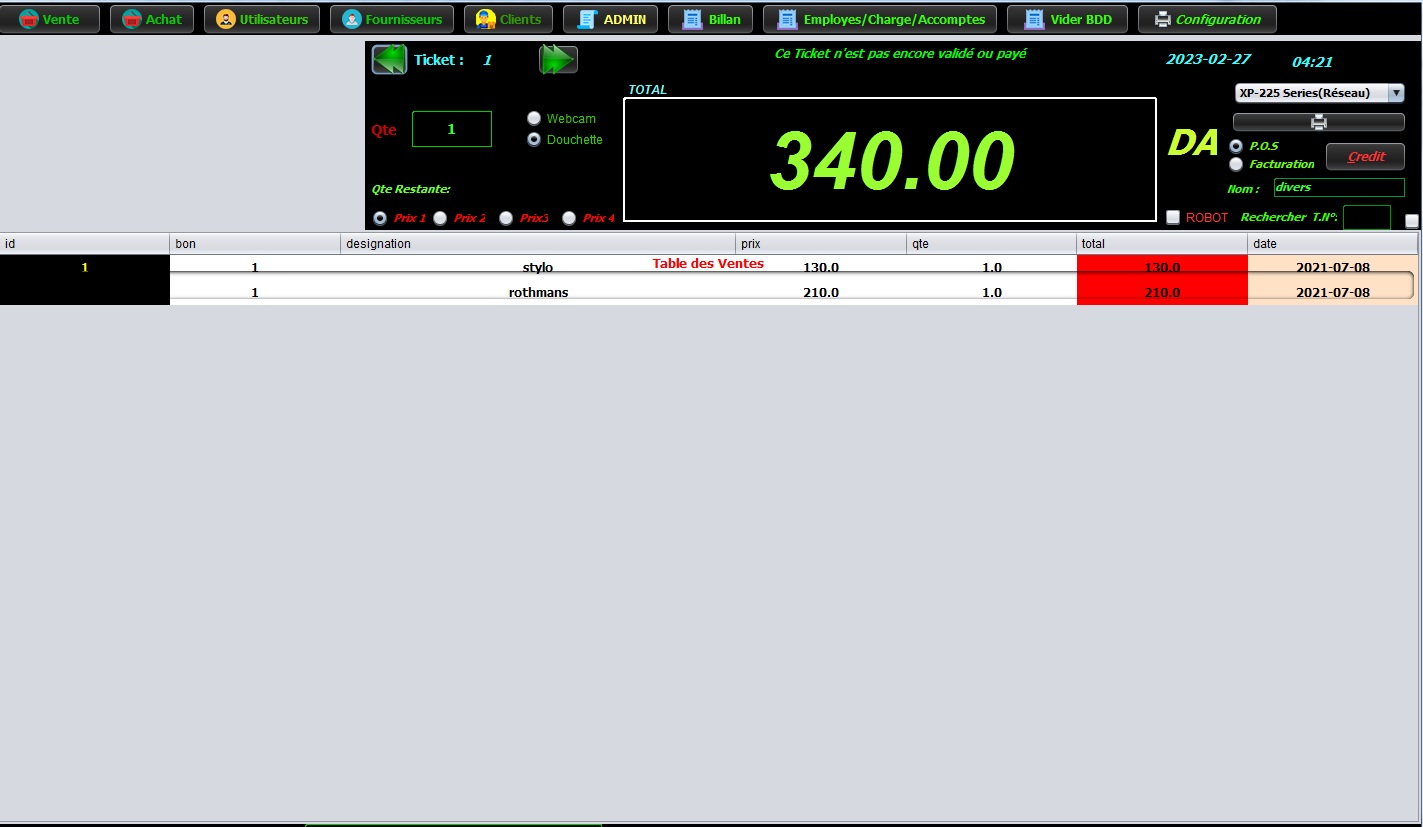 Vente Achat Utilisateurs Fournisseurs Clients ADMIN Billan Employes/Charge/Accomptes Vider BDD Configuration
Ticket : 1 Ce Ticket n'est pas encore validé ou payé 2023-02-27 04:21
TOTAL
XP-225 Series(Réseau)
Qte 1
Webcam
Douchette
340.00
DA
P.O.S
Facturation
Credit
Qte Restante:
Nom : divers
Prix 1 Prix 2 Prix3 Prix 4
ROBOT Rechercher T.N°:
id bon designation prix qte total date
Table des Ventes
1 1 stylo 130.0 1.0 130.0 2021-07-08
1 rothmans 210.0 1.0 210.0 2021-07-08